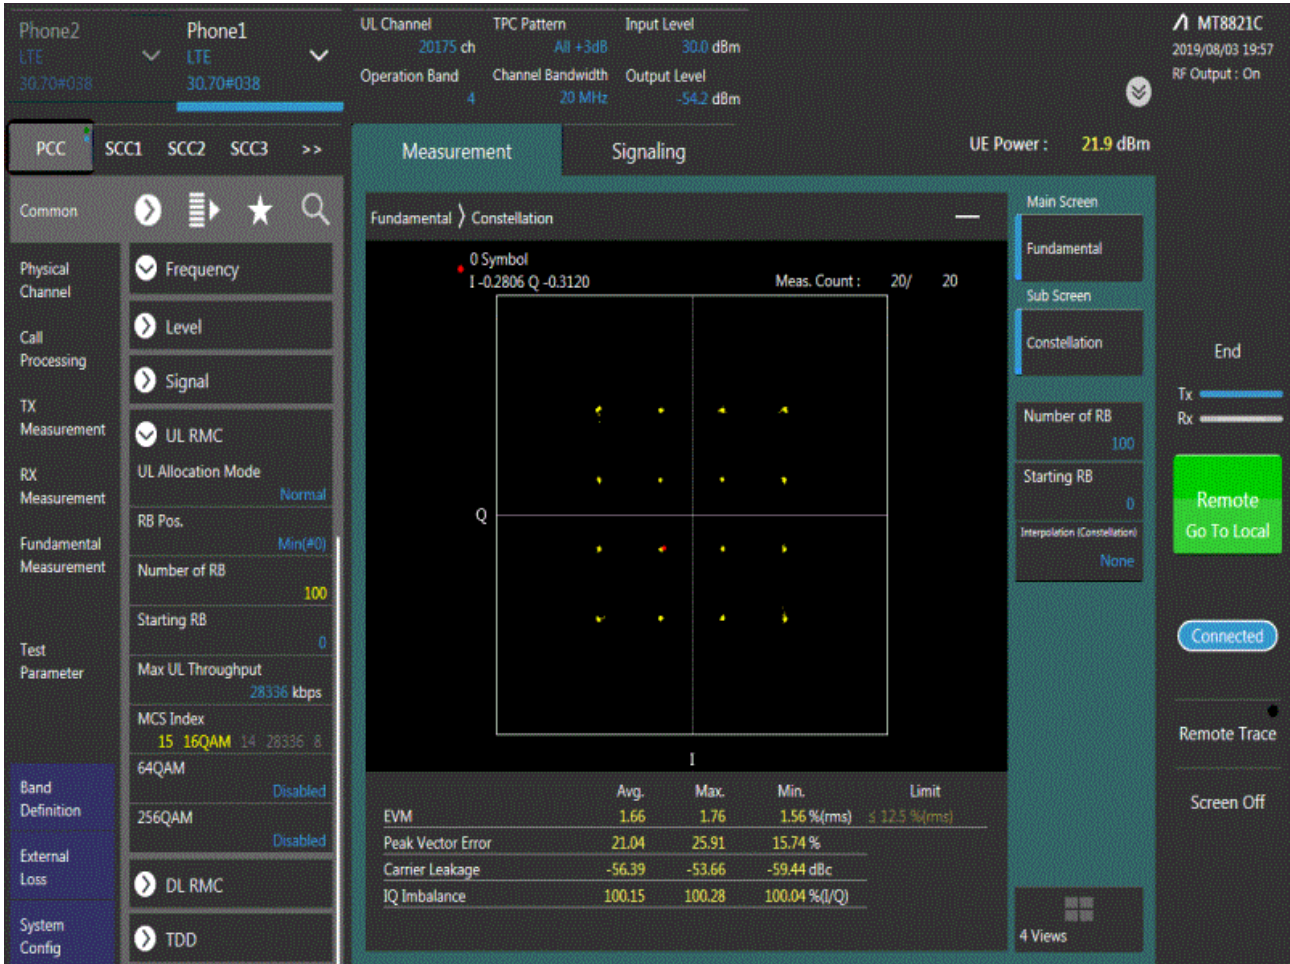 Phone2
LTE
30.70#038
Phone1
LTE
30.70#038
UL Channel
20175 ch
TPC Pattern
All +3dB
Input Level
30.0 dBm
Operation Band
4
Channel Bandwidth
20 MHz
Output Level
-54.2 dBm
MT8821C
2019/08/03 19:57
RF Output : On
PCC SCC1 SCC2 SCC3 >>
Measurement
Signaling
UE Power : 21.9 dBm
Common
Physical
Channel
Call
Processing
TX
Measurement
RX
Measurement
Fundamental
Measurement
Test
Parameter
Band
Definition
External
Loss
System
Config
Frequency
Level
Signal
UL RMC
UL Allocation Mode
Normal
RB Pos.
Min(#0)
Number of RB
100
Starting RB
0
Max UL Throughput
28336 kbps
MCS Index
15 16QAM 14 28336 8
64QAM
Disabled
256QAM
Disabled
DL RMC
TDD
Fundamental 〉 Constellation
0 Symbol
I -0.2806 Q -0.3120
Meas. Count : 20/ 20
Q
I
Avg. Max. Min. Limit
EVM 1.66 1.76 1.56 %(rms) ≤ 12.5 %(rms)
Peak Vector Error 21.04 25.91 15.74 %
Carrier Leakage -56.39 -53.66 -59.44 dBc
IQ Imbalance 100.15 100.28 100.04 %(I/Q)
Main Screen
Fundamental
Sub Screen
Constellation
Number of RB
100
Starting RB
0
Interpolation (Constellation)
None
4 Views
End
Tx
Rx
Remote
Go To Local
Connected
Remote Trace
Screen Off